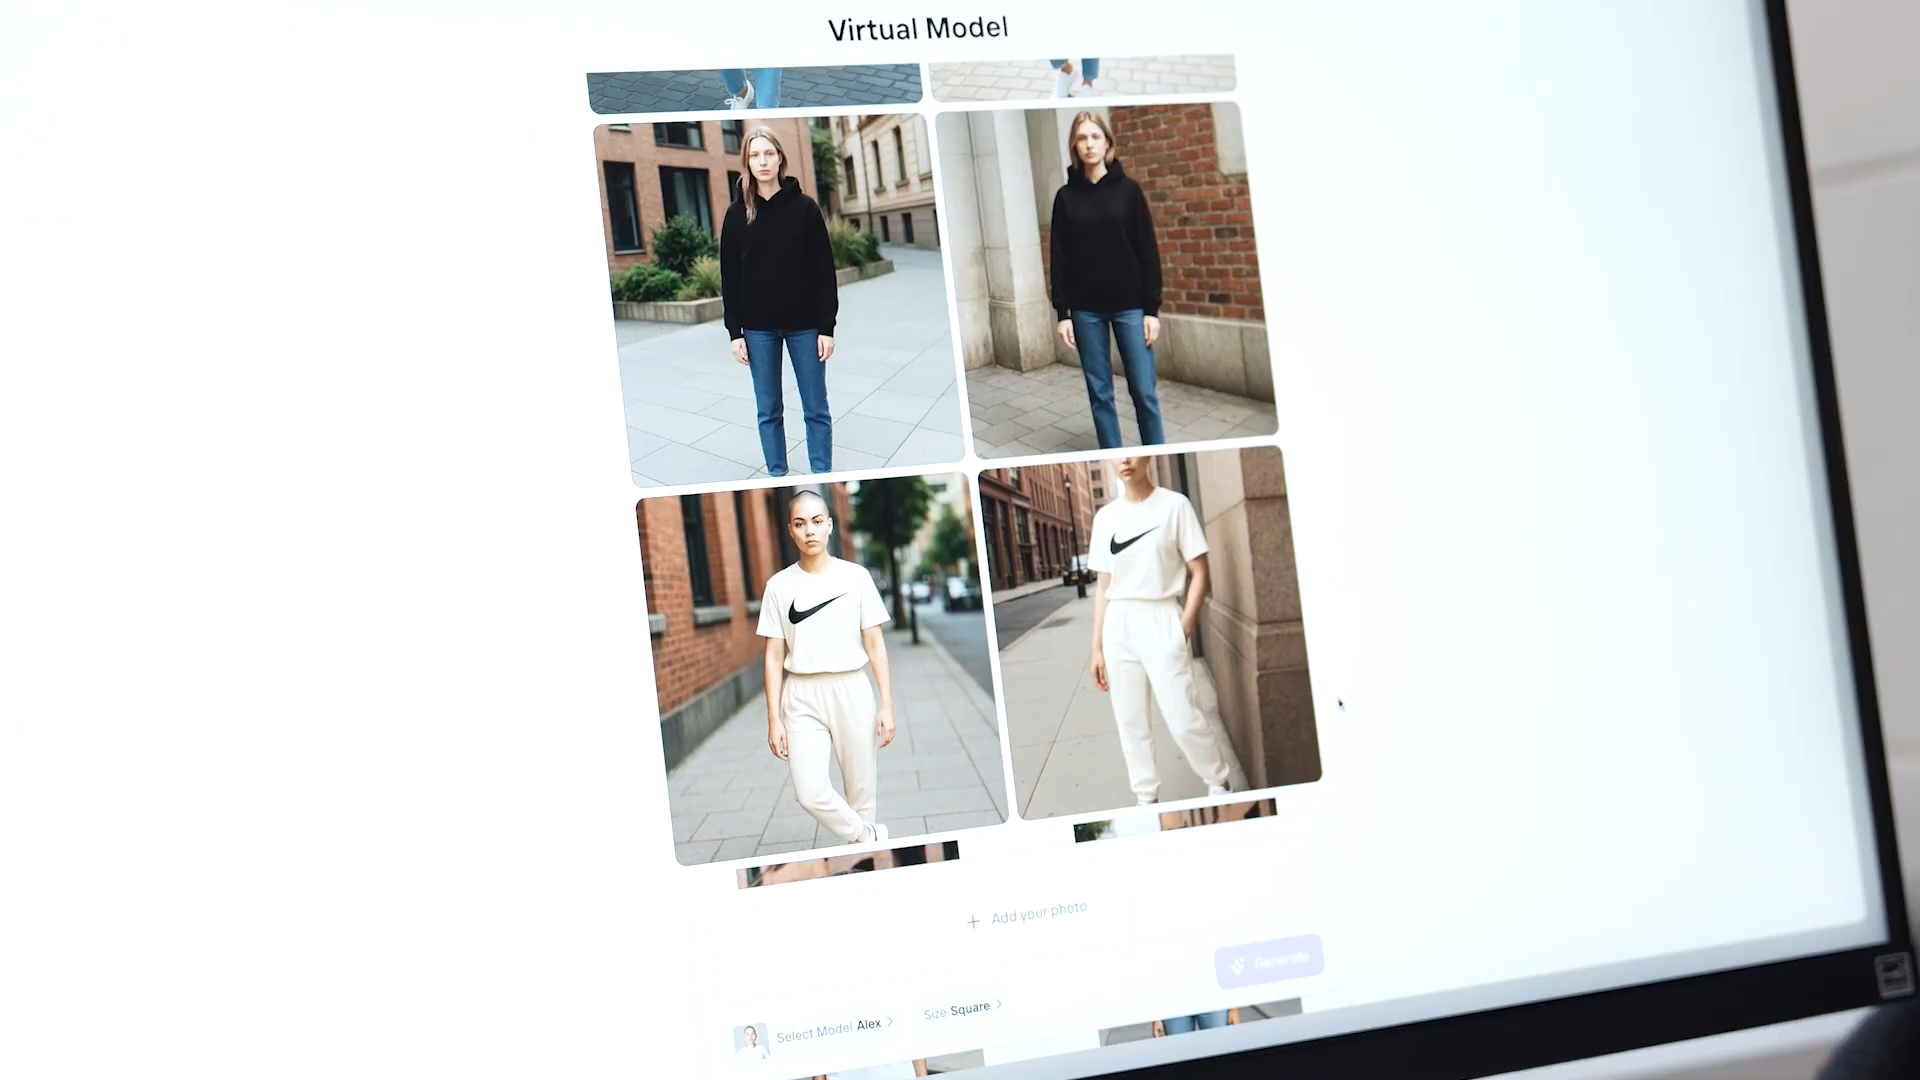 Virtual Model
Add your photo
Generate
Select Model Alex
Size Square